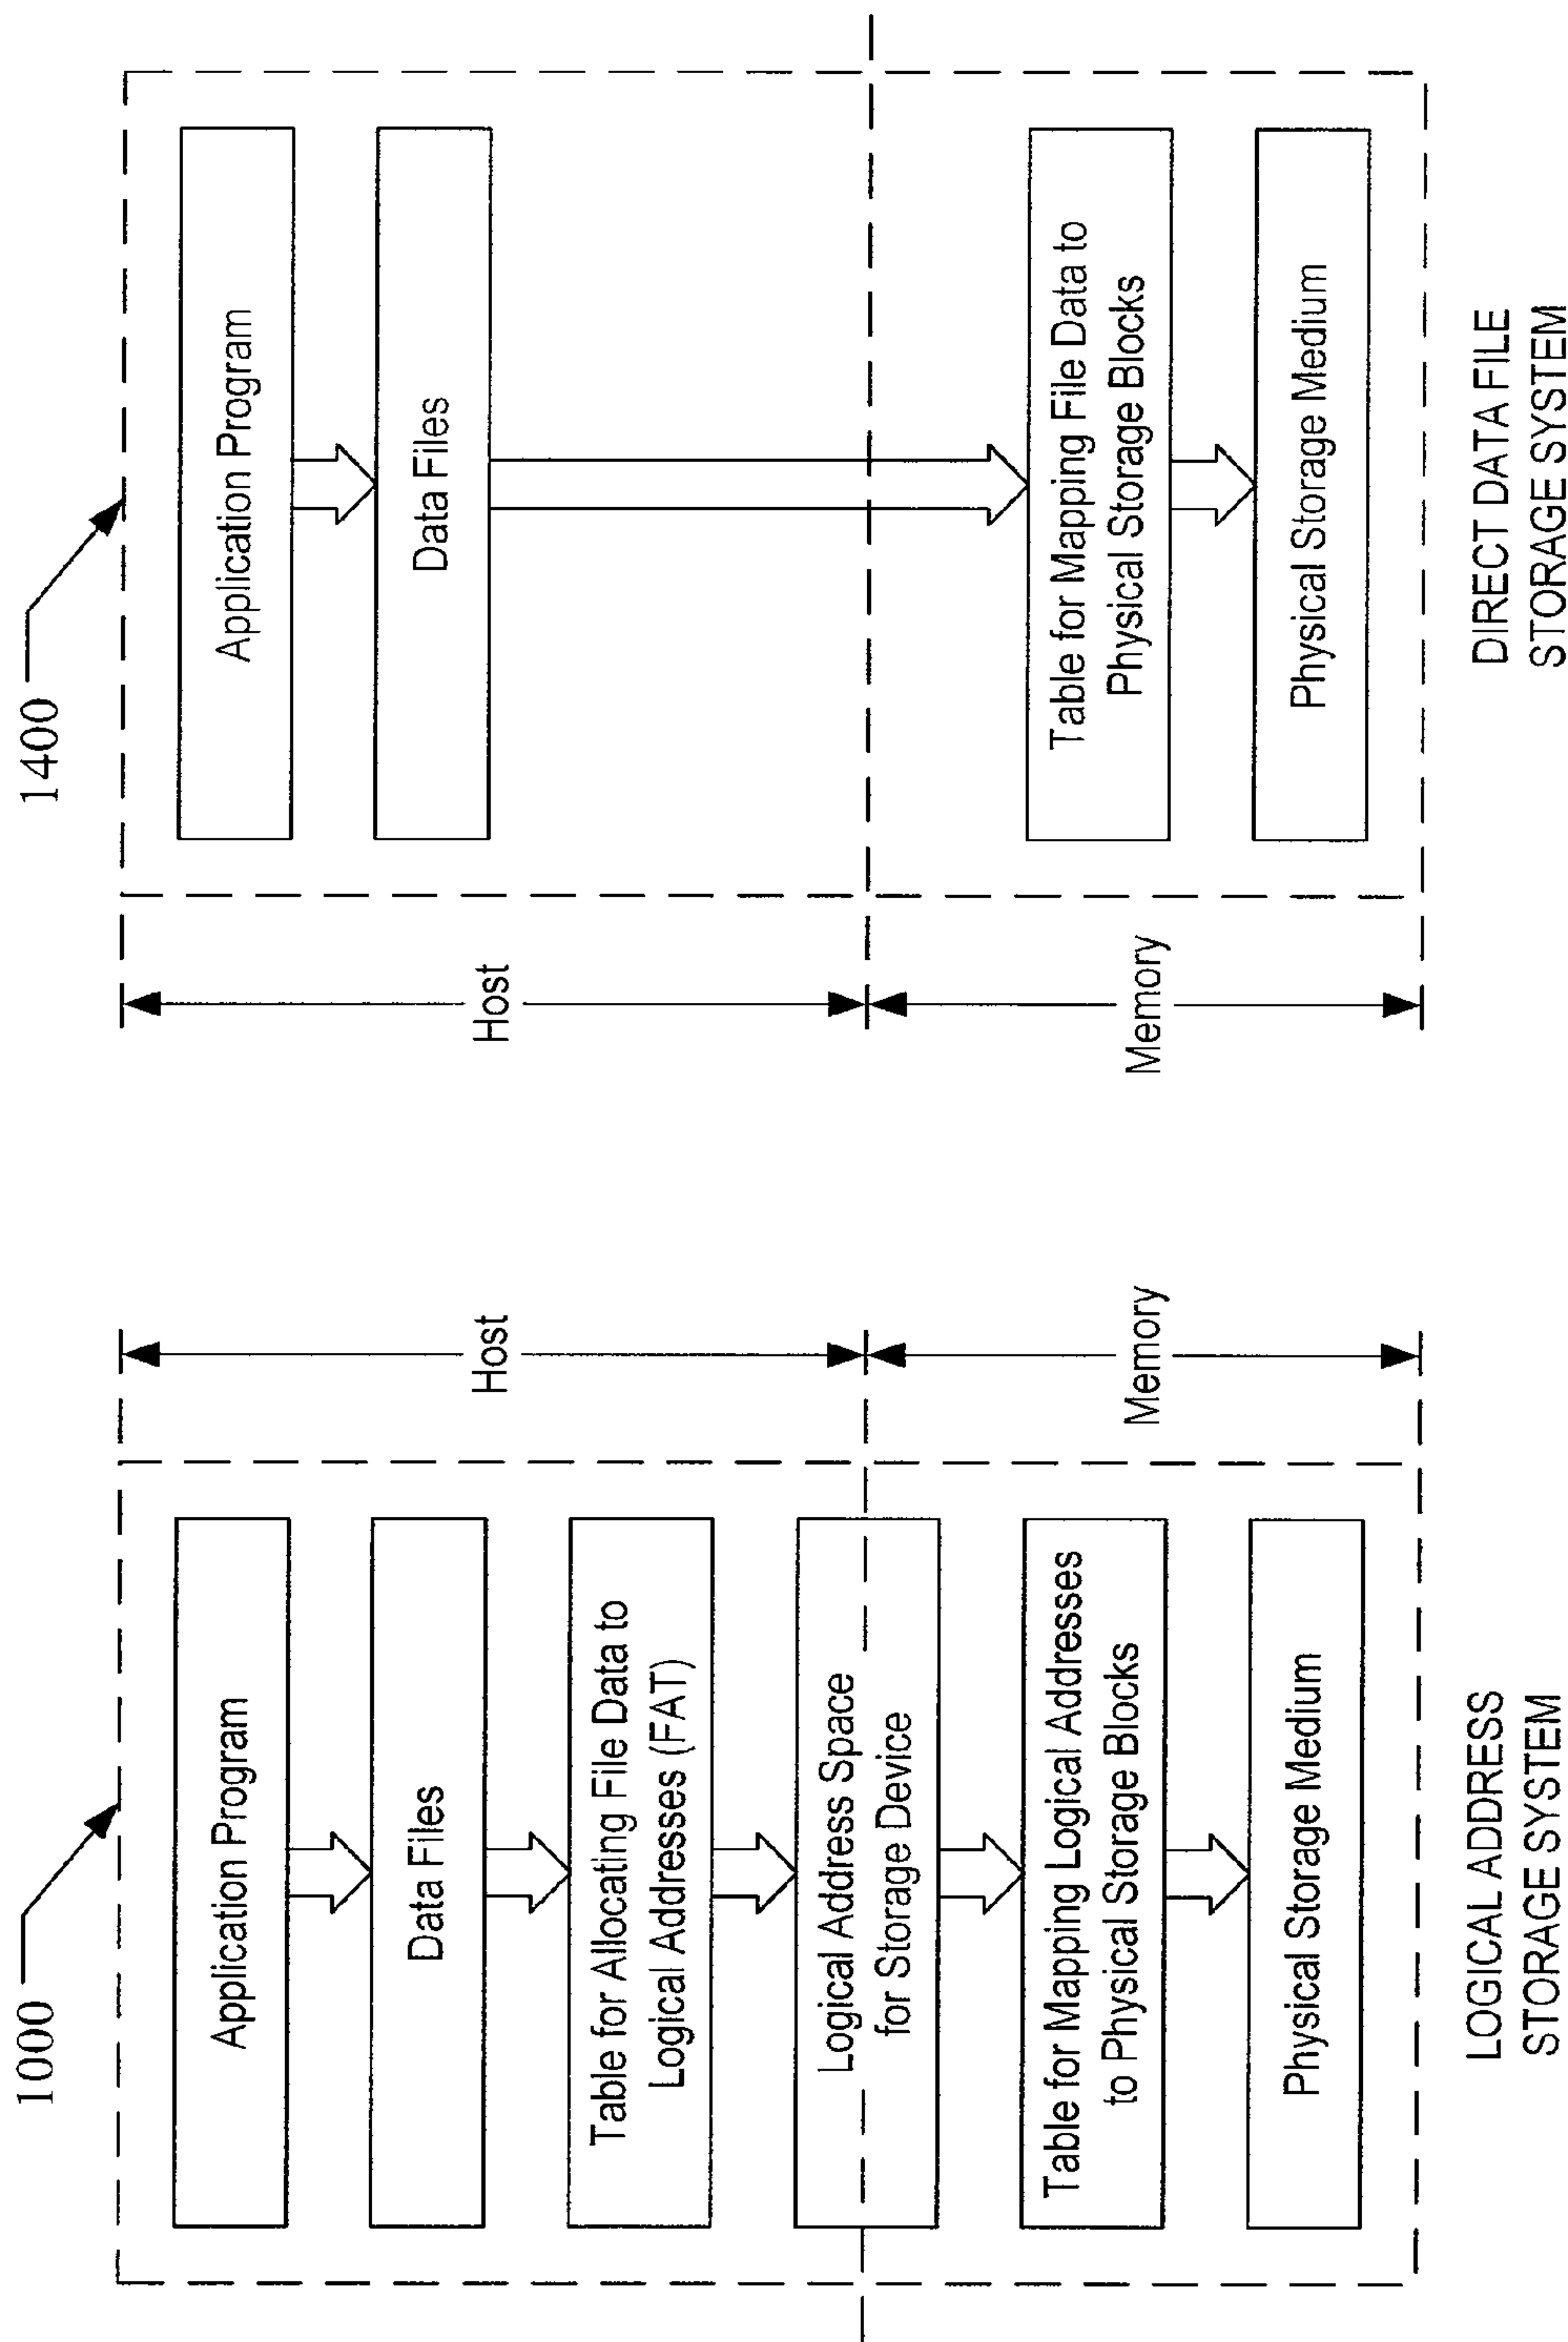 1000
Application Program
Data Files
Table for Allocating File Data to
Logical Addresses (FAT)
Logical Address Space
for Storage Device
Table for Mapping Logical Addresses
to Physical Storage Blocks
Physical Storage Medium
Host
Memory
LOGICAL ADDRESS
STORAGE SYSTEM
1400
Host
Memory
Application Program
Data Files
Table for Mapping File Data to
Physical Storage Blocks
Physical Storage Medium
DIRECT DATA FILE
STORAGE SYSTEM